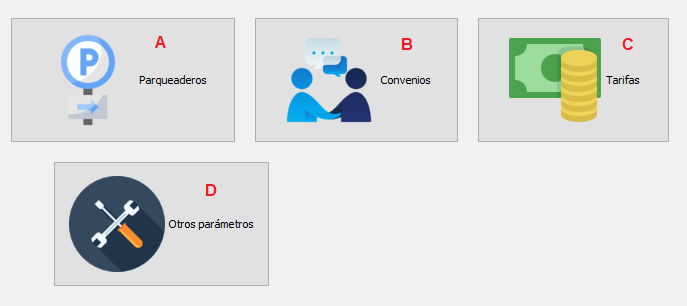 A
P
Parqueaderos
B
Convenios
C
Tarifas
D
Otros parámetros